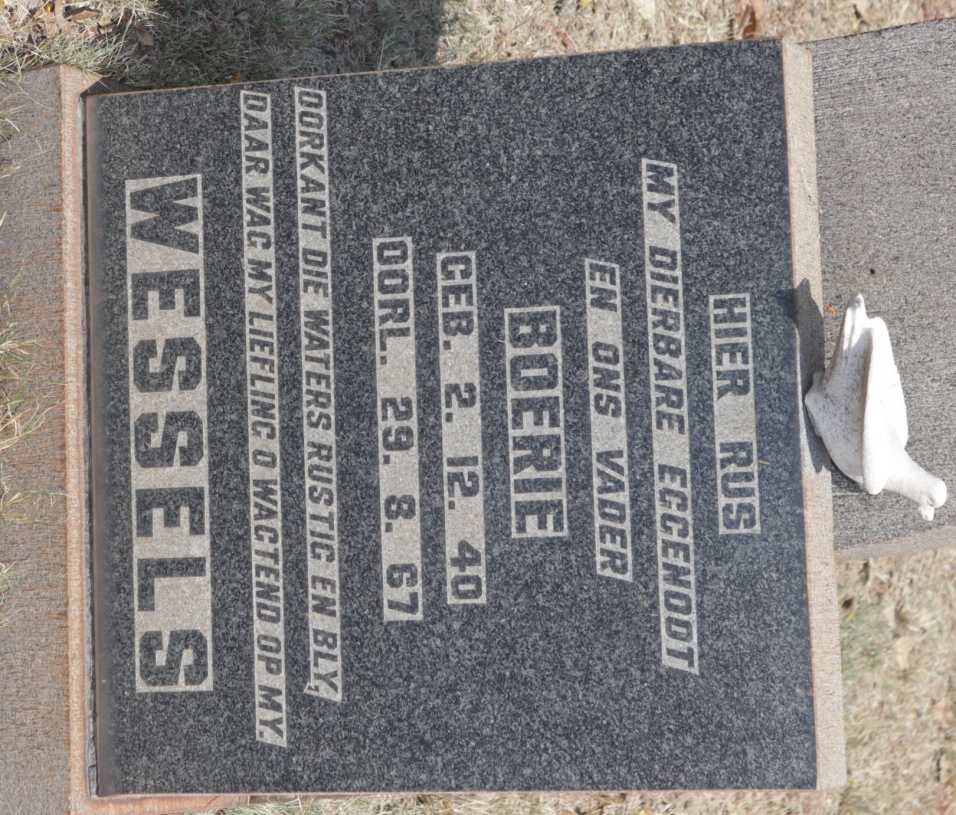 HIER RUS
MY DIERBARE EGGENOOT
EN ONS VADER
BOERIE
GEB. 2. 12. 40
OORL. 29. 8. 67
OORKANT DIE WATERS RUSTIG EN BLY,
DAAR WAG MY LIEFLING O WAGTEND OP MY.
WESSELS